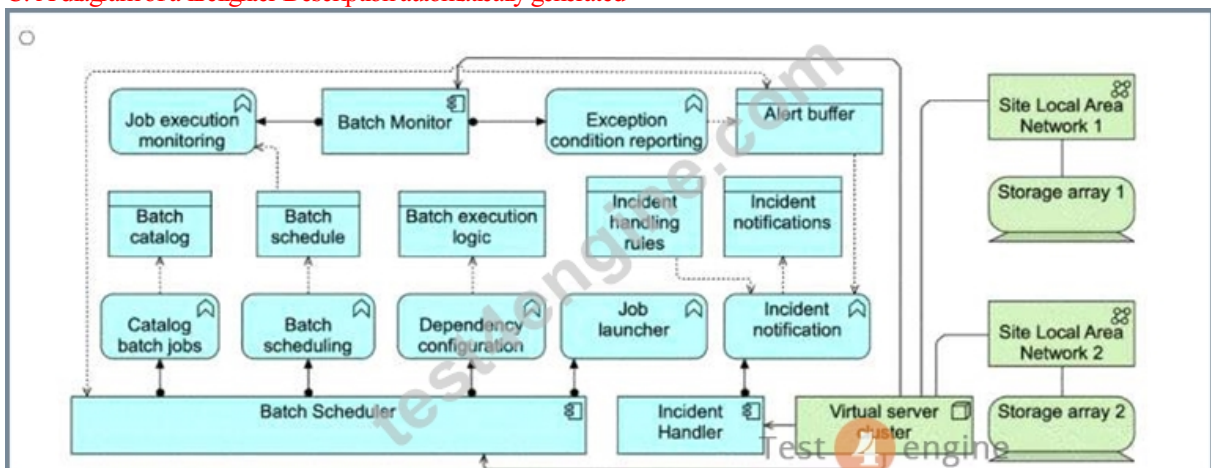 Job execution
monitoring
Batch Monitor
Exception
condition reporting
Alert buffer
Site Local Area
Network 1
Storage array 1
Batch
catalog
Batch
schedule
Batch execution
logic
Incident
handling
rules
Incident
notifications
Catalog
batch jobs
Batch
scheduling
Dependency
configuration
Job
launcher
Incident
notification
Site Local Area
Network 2
Storage array 2
Batch Scheduler
Incident
Handler
Virtual server
cluster
test4engine.com
Test 4 engine